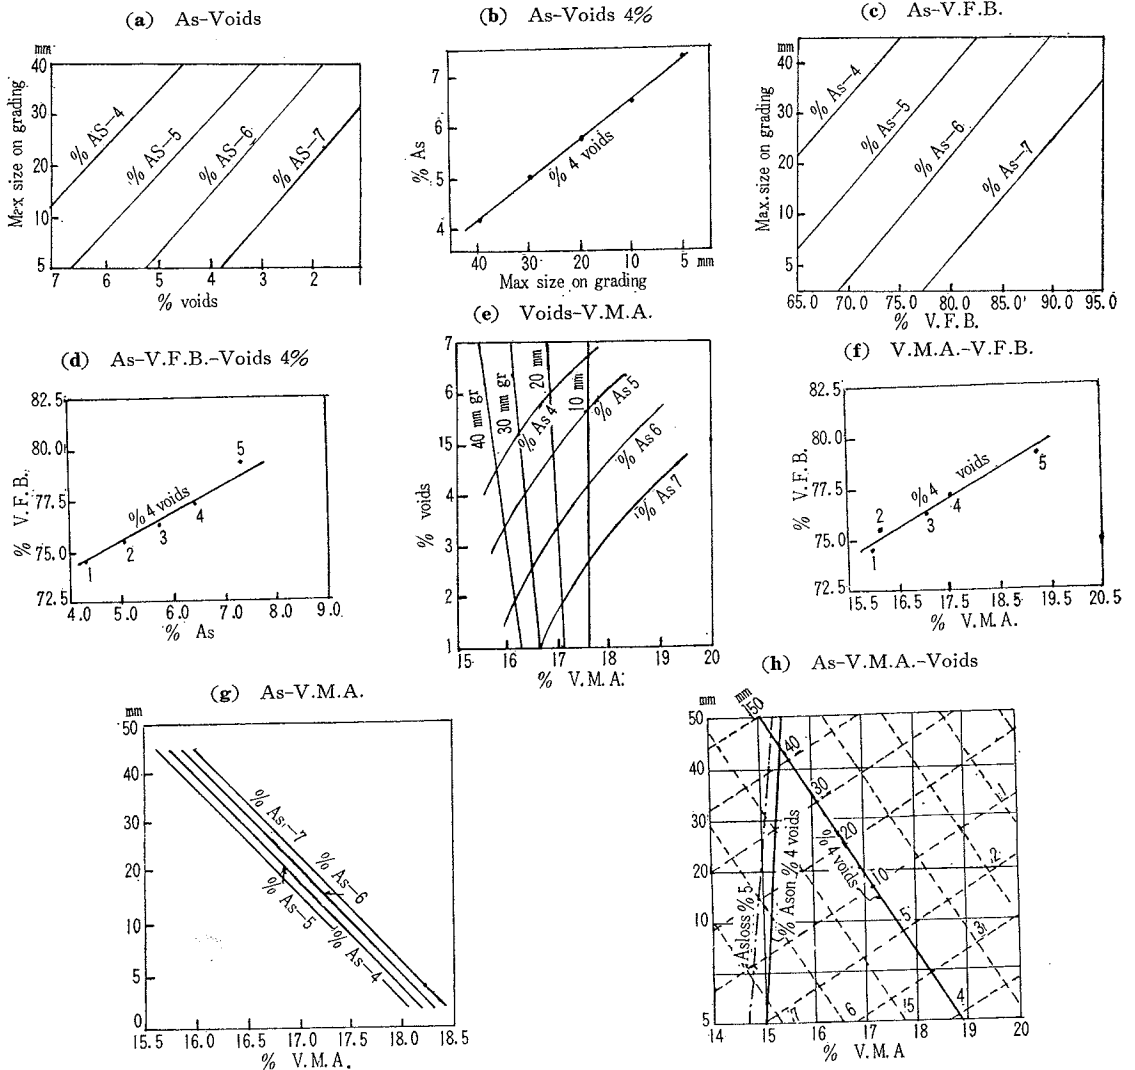 (a) As-Voids
mm
40
30
20
10
5
Max size on grading
% AS-4
% AS-5
% AS-6
% AS-7
7 6 5 4 3 2 1
% voids
(b) As-Voids 4%
7
6
5
4
% As
% 4 voids
40 30 20 10 5 mm
Max size on grading
(c) As-V.F.B.
mm
40
30
20
10
5
Max. size on grading
% As-4
% As-5
% As-6
% As-7
65.0 70.0 75.0 80.0 85.0 90.0 95.0
% V.F.B.
(d) As-V.F.B.-Voids 4%
82.5
80.0
77.5
75.0
72.5
% V.F.B.
% 4 voids
1
2
3
4
5
4.0 5.0 6.0 7.0 8.0 9.0
% As
(e) Voids-V.M.A.
7
6
15
4
3
2
1
% voids
40 mm gr
30 mm gr
20 mm
10 mm
% As 4
% As 5
% As 6
% As 7
15 16 17 18 19 20
% V.M.A.
(f) V.M.A.-V.F.B.
82.5
80.0
77.5
75.0
72.5
% V.F.B.
% 4 voids
1
2
3
4
5
15.5 16.5 17.5 19.5 20.5
% V.M.A.
(g) As-V.M.A.
mm
50
40
30
20
10
5
0
% As-7
% As-6
% As-5
% As-4
15.5 16.0 17.0 17.5 18.0 18.5
% V.M.A.
(h) As-V.M.A.-Voids
mm
50
40
30
20
10
5
mm
50
40
30
20
10
5
4
% 4 voids
% As on % 4 voids
As loss % 5
1
2
3
7
6
5
14 15 16 17 18 19 20
% V.M.A